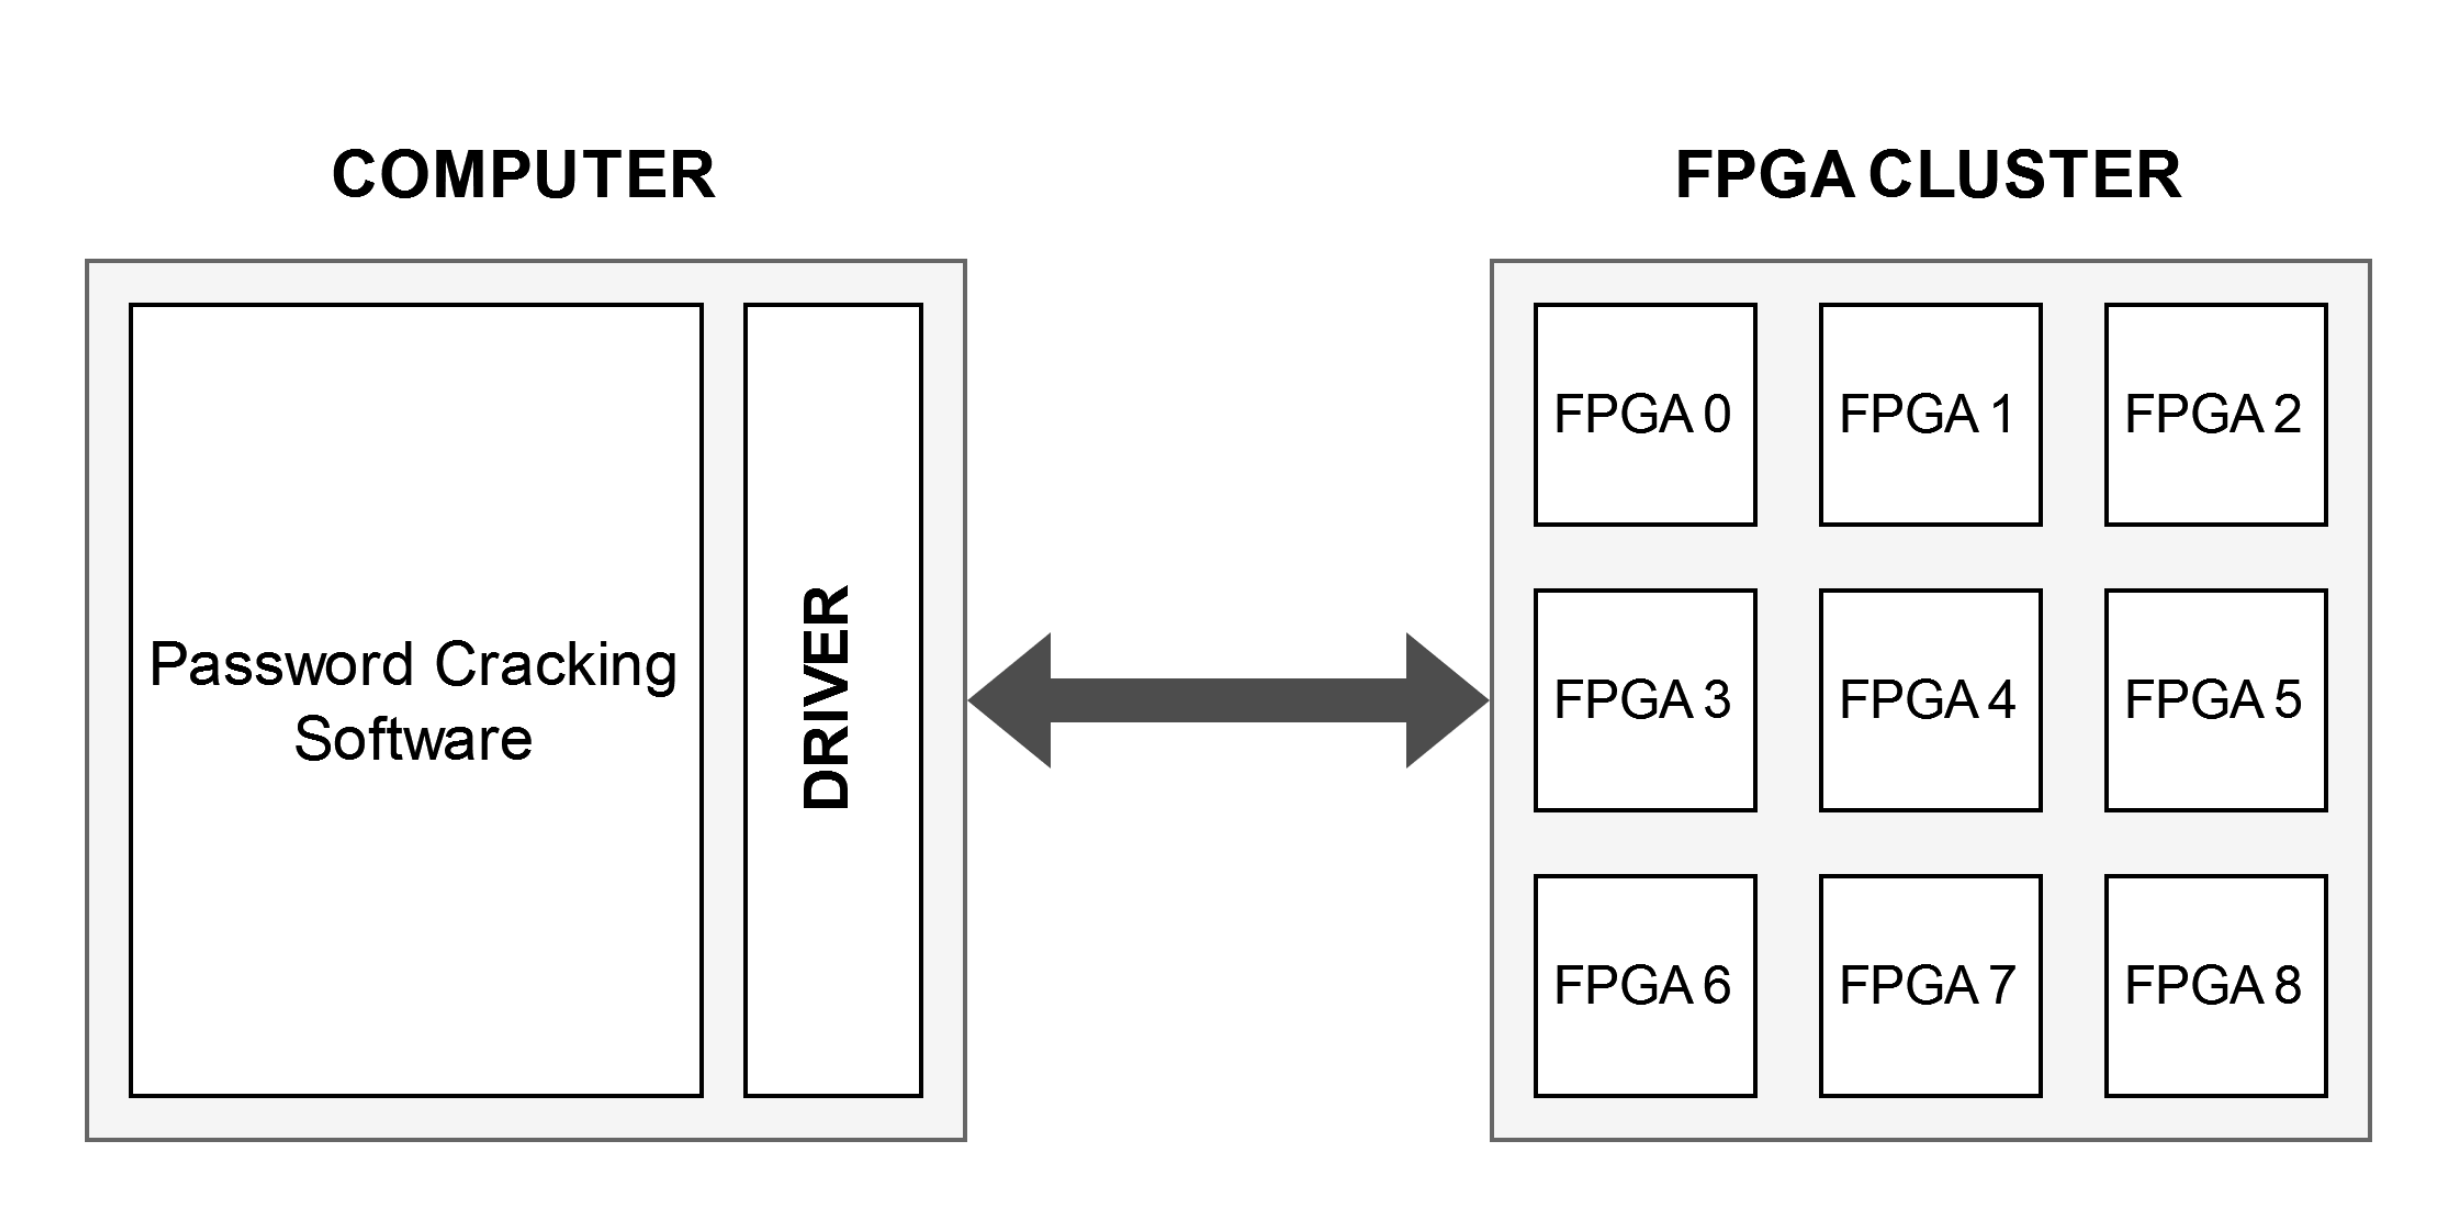 COMPUTER
FPGA CLUSTER
Password Cracking
Software
DRIVER
FPGA 0
FPGA 1
FPGA 2
FPGA 3
FPGA 4
FPGA 5
FPGA 6
FPGA 7
FPGA 8